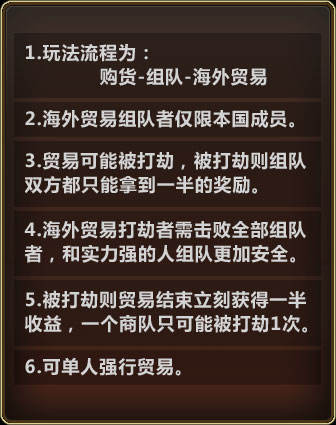 1.玩法流程为：
购货-组队-海外贸易
2.海外贸易组队者仅限本国成员。
3.贸易可能被打劫，被打劫则组队
双方都只能拿到一半的奖励。
4.海外贸易打劫者需击败全部组队
者，和实力强的人组队更加安全。
5.被打劫则贸易结束立刻获得一半
收益，一个商队只可能被打劫1次。
6.可单人强行贸易。